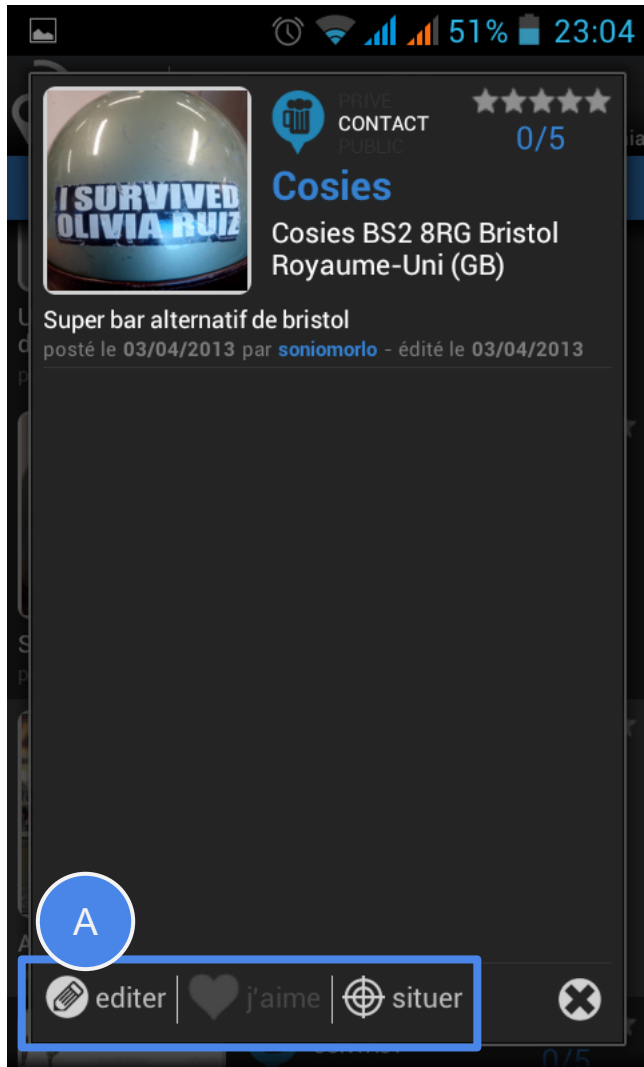 51% 23:04
PRIVE
CONTACT
PUBLIC
0/5
I SURVIVED
OLIVIA RUIZ
Cosies
Cosies BS2 8RG Bristol
Royaume-Uni (GB)
Super bar alternatif de bristol
posté le 03/04/2013 par soniomorlo - édité le 03/04/2013
A
editer j'aime situer
0/5